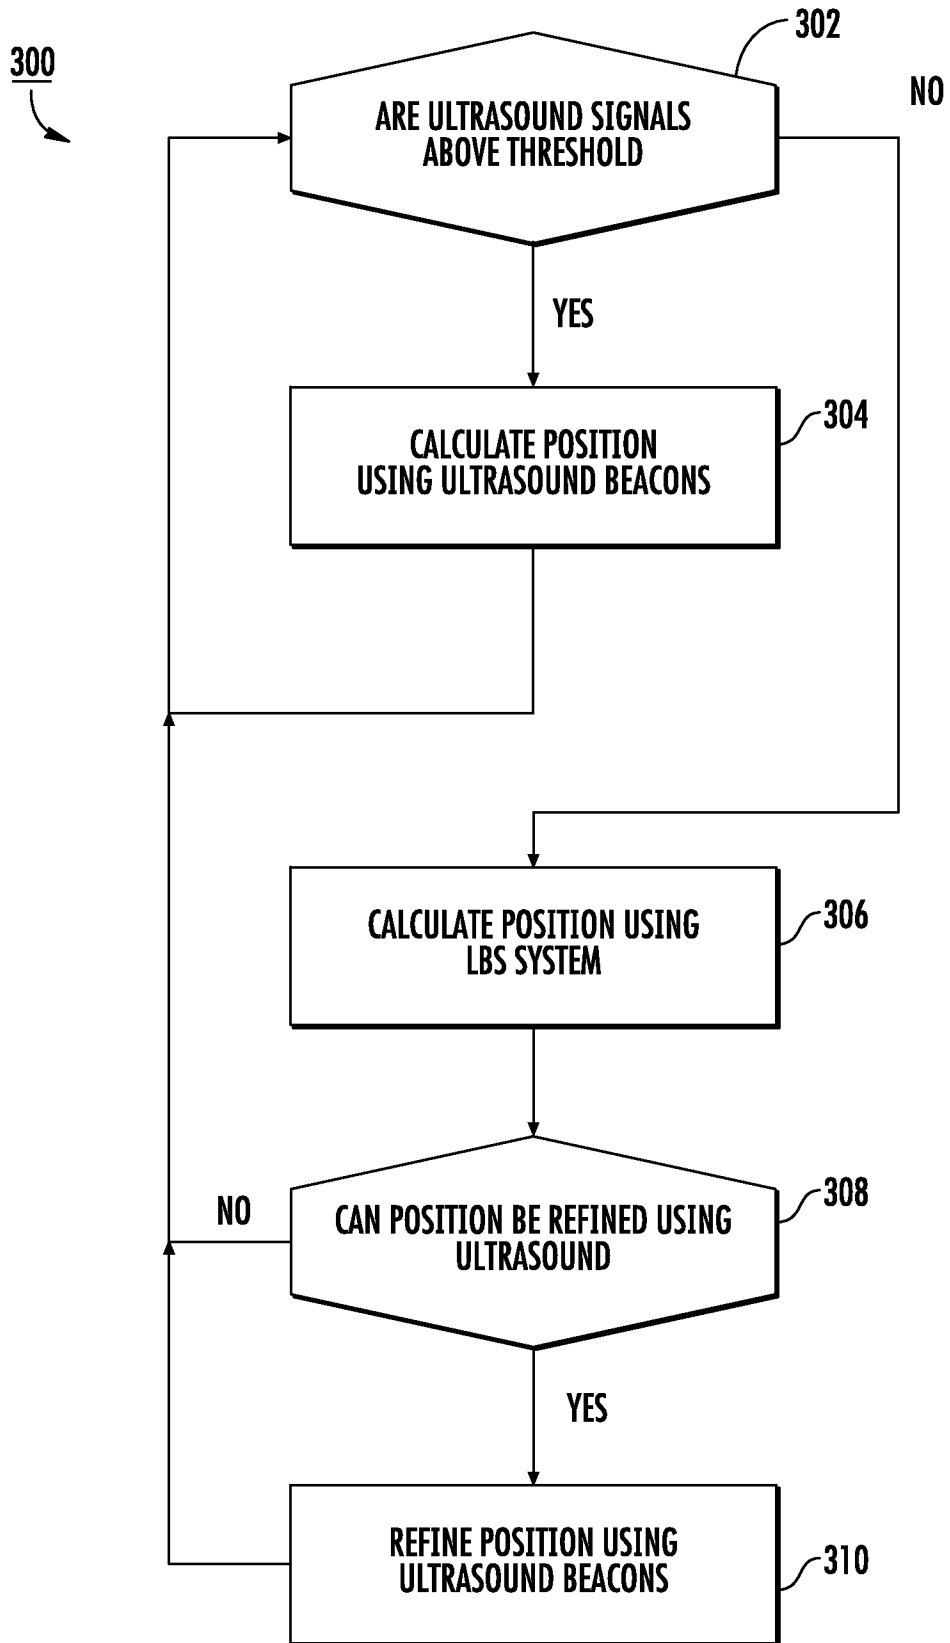 300
302
NO
ARE ULTRASOUND SIGNALS
ABOVE THRESHOLD
YES
304
CALCULATE POSITION
USING ULTRASOUND BEACONS
306
CALCULATE POSITION USING
LBS SYSTEM
308
NO
CAN POSITION BE REFINED USING
ULTRASOUND
YES
REFINE POSITION USING
ULTRASOUND BEACONS
310